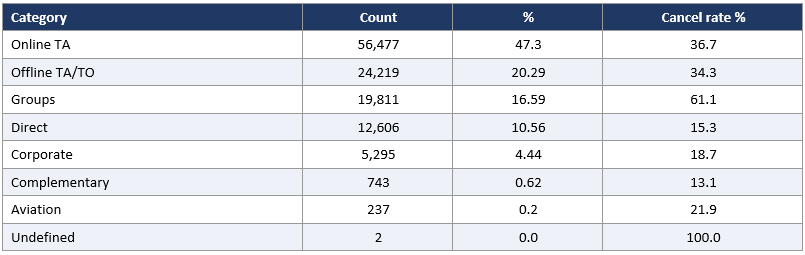 Category Count % Cancel rate %
Online TA 56,477 47.3 36.7
Offline TA/TO 24,219 20.29 34.3
Groups 19,811 16.59 61.1
Direct 12,606 10.56 15.3
Corporate 5,295 4.44 18.7
Complementary 743 0.62 13.1
Aviation 237 0.2 21.9
Undefined 2 0.0 100.0